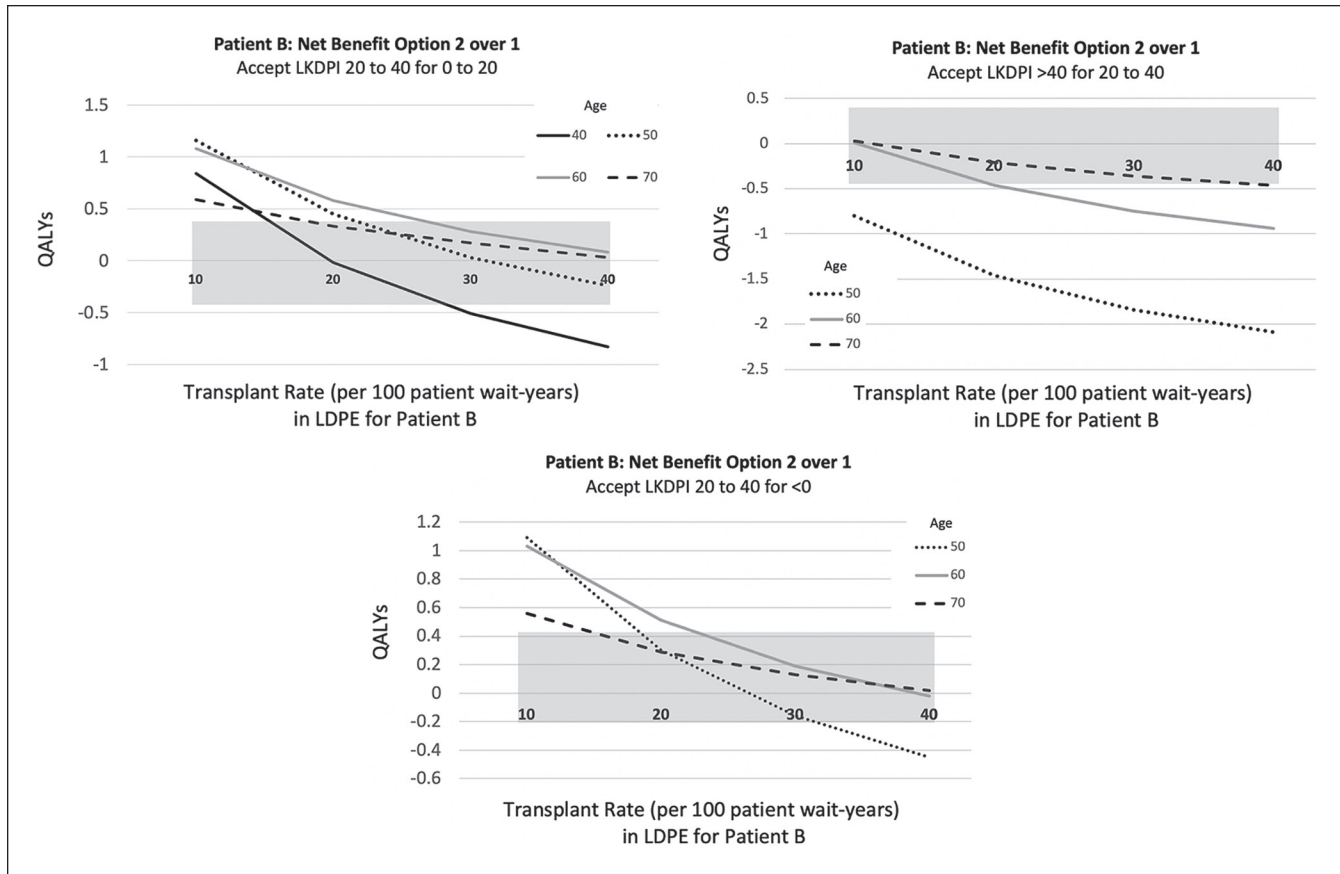 Patient B: Net Benefit Option 2 over 1
Accept LKDPI 20 to 40 for 0 to 20
1.5
1
0.5
0
-0.5
-1
QALYs
10
20
30
40
Age
40
50
60
70
Transplant Rate (per 100 patient wait-years)
in LDPE for Patient B
Patient B: Net Benefit Option 2 over 1
Accept LKDPI >40 for 20 to 40
0.5
0
-0.5
-1
-1.5
-2
-2.5
QALYs
10
20
30
40
Age
50
60
70
Transplant Rate (per 100 patient wait-years)
in LDPE for Patient B
Patient B: Net Benefit Option 2 over 1
Accept LKDPI 20 to 40 for <0
1.2
1
0.8
0.6
0.4
0.2
0
-0.2
-0.4
-0.6
QALYs
10
20
30
40
Age
50
60
70
Transplant Rate (per 100 patient wait-years)
in LDPE for Patient B